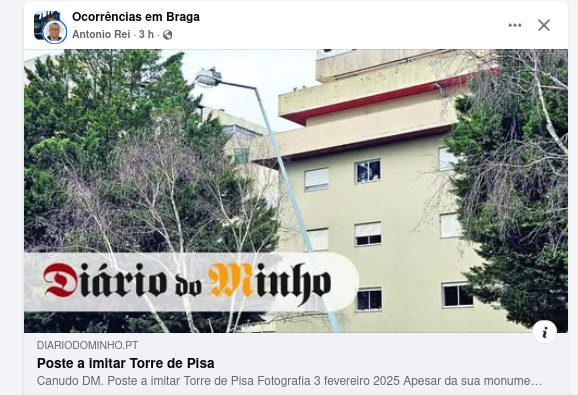 Ocorrências em Braga
Antonio Rei · 3 h ·
Diário do Minho
DIARIODOMINHO.PT
Poste a imitar Torre de Pisa
Canudo DM. Poste a imitar Torre de Pisa Fotografia 3 fevereiro 2025 Apesar da sua monume…